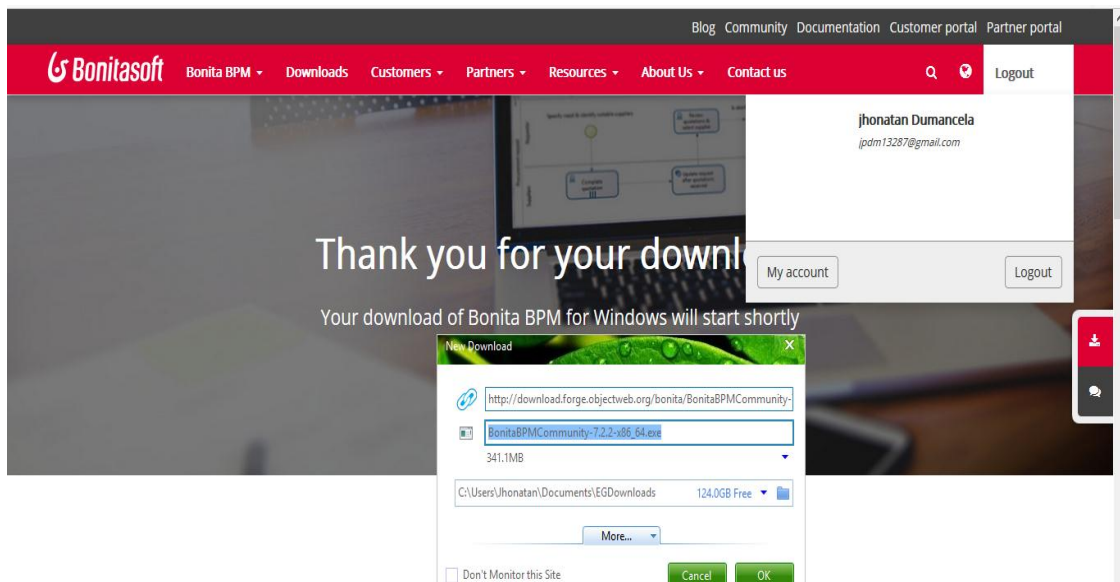 Blog Community Documentation Customer portal Partner portal
Bonitasoft Bonita BPM Downloads Customers Partners Resources About Us Contact us Logout
jhonatan Dumancela
jpdm13287@gmail.com
My account Logout
Thank you for your downl
Your download of Bonita BPM for Windows will start shortly
New Download X
http://download.forge.objectweb.org/bonita/BonitaBPMCommunity-
BonitaBPMCommunity-7.2.2-x86_64.exe
341.1MB
C:\Users\Jhonatan\Documents\EGDownloads 124.0GB Free
More...
Don't Monitor this Site Cancel OK